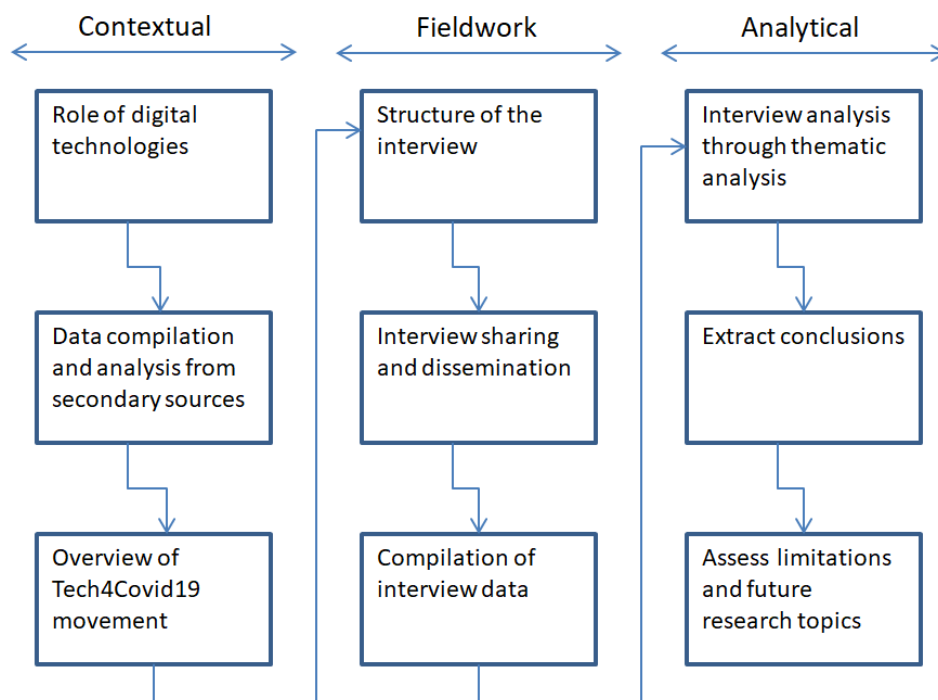 Contextual
Role of digital
technologies
Data compilation
and analysis from
secondary sources
Overview of
Tech4Covid19
movement
Fieldwork
Structure of the
interview
Interview sharing
and dissemination
Compilation of
interview data
Analytical
Interview analysis
through thematic
analysis
Extract conclusions
Assess limitations
and future
research topics